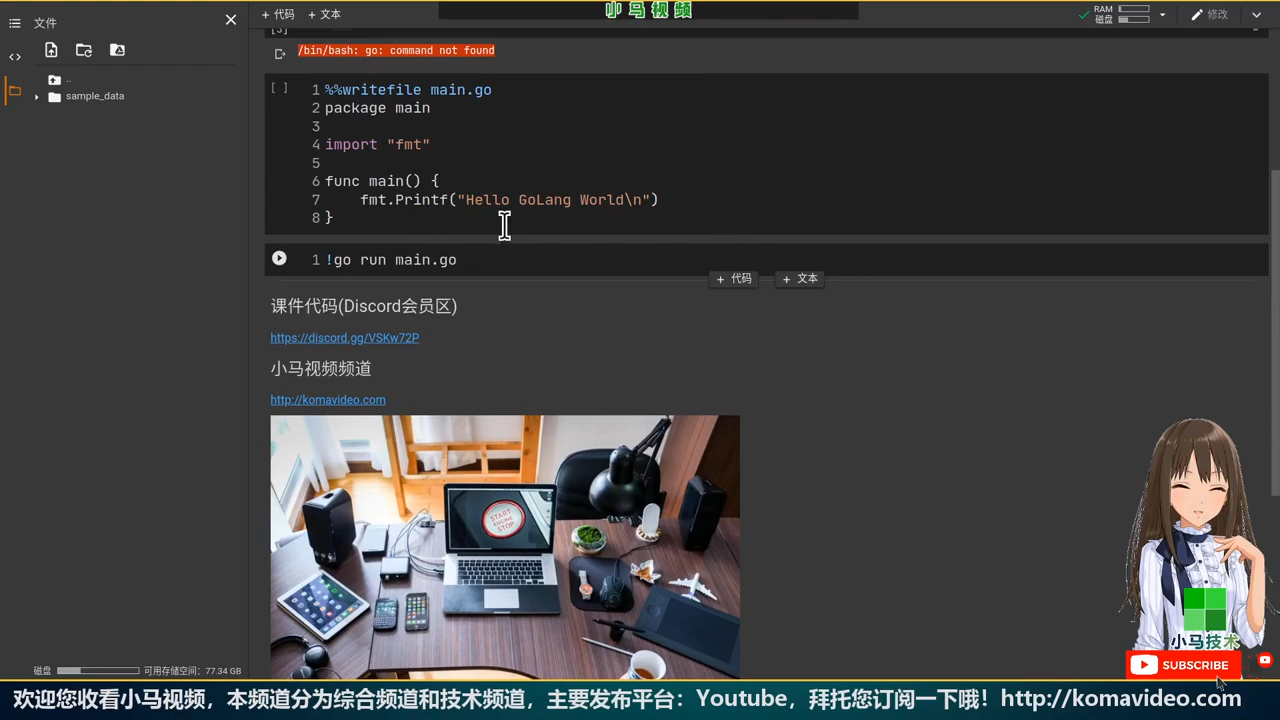 小马视频
文件
+ 代码 + 文本
RAM
磁盘
修改
/bin/bash: go: command not found
..
sample_data
[ ]
1 %%writefile main.go
2 package main
3
4 import "fmt"
5
6 func main() {
7 fmt.Printf("Hello GoLang World\n")
8 }
1 !go run main.go
+ 代码 + 文本
课件代码(Discord会员区)
https://discord.gg/VSKw72P
小马视频频道
http://komavideo.com
START
ENGINE
STOP
小马技术
SUBSCRIBE
磁盘 可用存储空间：77.34 GB
欢迎您收看小马视频，本频道分为综合频道和技术频道，主要发布平台：Youtube，拜托您订阅一下哦！http://komavideo.com